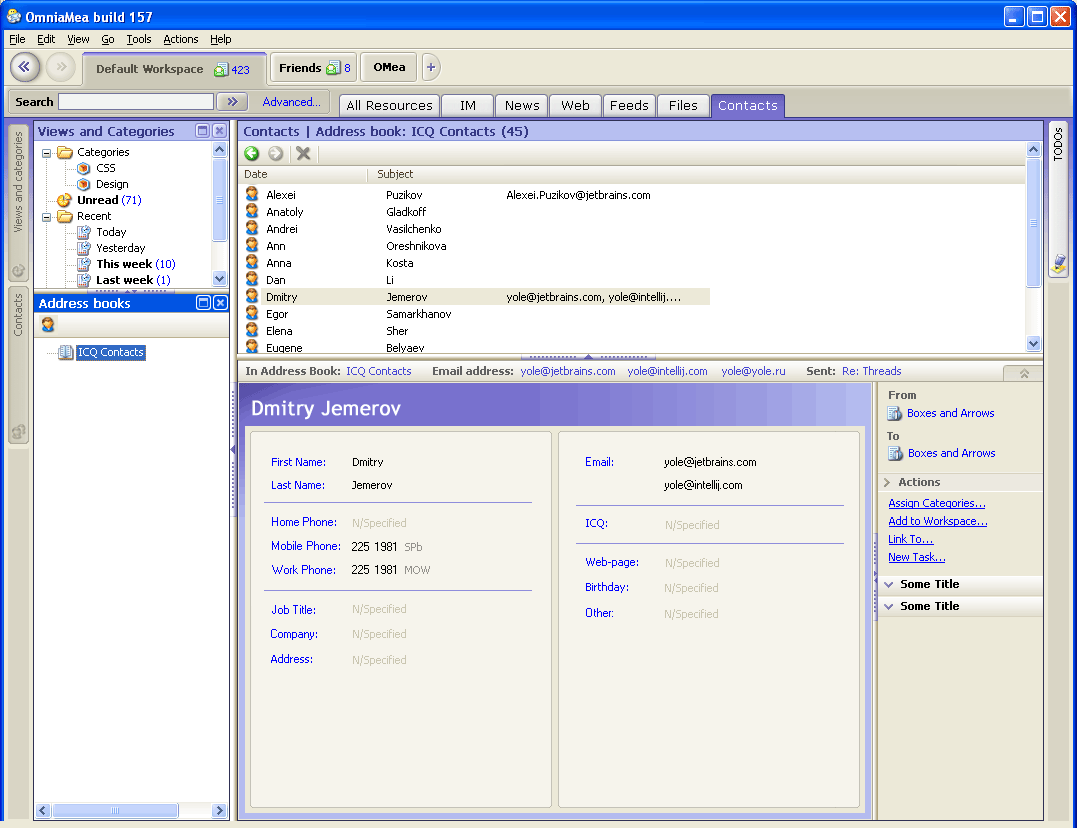 OmniaMea build 157
File Edit View Go Tools Actions Help
Default Workspace 423 Friends 8 OMea
Search Advanced... All Resources IM News Web Feeds Files Contacts
Views and categories
Contacts
Views and Categories
Categories
CSS
Design
Unread (71)
Recent
Today
Yesterday
This week (10)
Last week (1)
Address books
ICQ Contacts
Contacts | Address book: ICQ Contacts (45)
Date Subject
Alexei Puzikov Alexei.Puzikov@jetbrains.com
Anatoly Gladkoff
Andrei Vasilchenko
Ann Oreshnikova
Anna Kosta
Dan Li
Dmitry Jemerov yole@jetbrains.com, yole@intellij....
Egor Samarkhanov
Elena Sher
Eugene Belyaev
In Address Book: ICQ Contacts Email address: yole@jetbrains.com yole@intellij.com yole@yole.ru Sent: Re: Threads
Dmitry Jemerov
First Name: Dmitry
Last Name: Jemerov
Home Phone: N/Specified
Mobile Phone: 225 1981 SPb
Work Phone: 225 1981 MOW
Job Title: N/Specified
Company: N/Specified
Address: N/Specified
Email: yole@jetbrains.com
yole@intellij.com
ICQ: N/Specified
Web-page: N/Specified
Birthday: N/Specified
Other: N/Specified
From
Boxes and Arrows
To
Boxes and Arrows
Actions
Assign Categories...
Add to Workspace...
Link To...
New Task...
Some Title
Some Title
TODOs